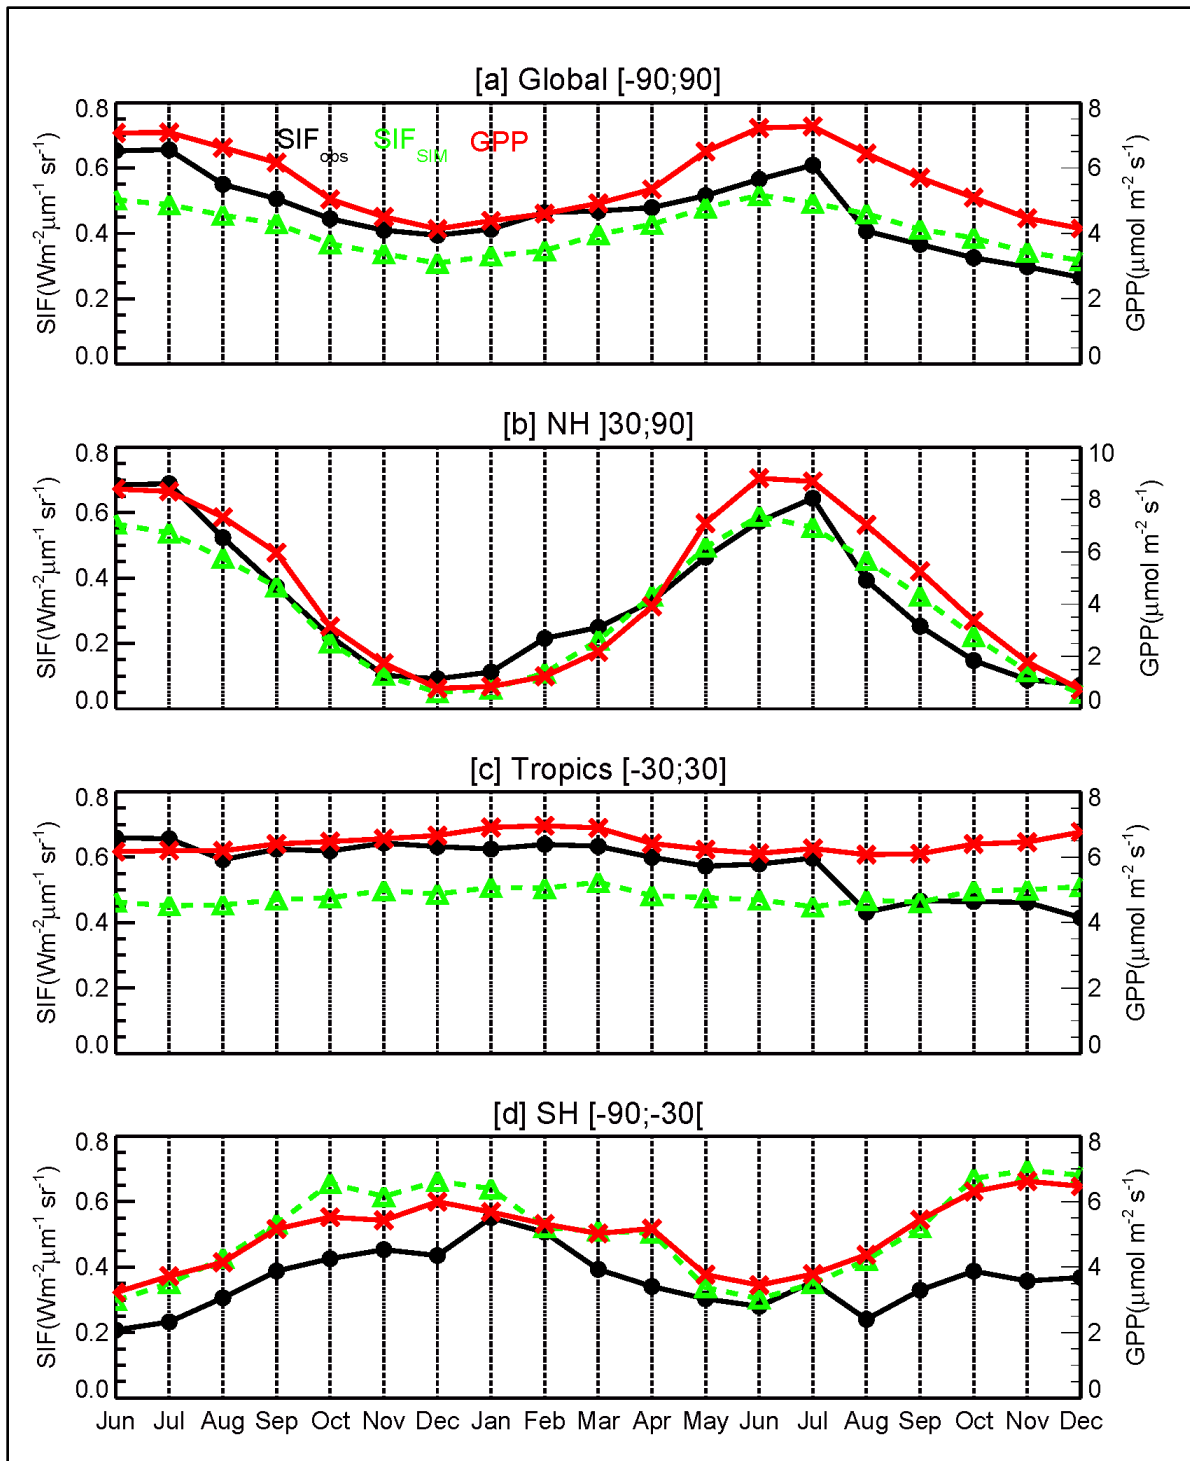 [a] Global [-90;90]
SIF(Wm-2μm-1 sr-1)
0.8
0.6
0.4
0.2
0.0
SIFobs SIFSIM GPP
8
6
4
2
0
GPP(μmol m-2 s-1)
[b] NH ]30;90]
SIF(Wm-2μm-1 sr-1)
0.8
0.6
0.4
0.2
0.0
10
8
6
4
2
0
GPP(μmol m-2 s-1)
[c] Tropics [-30;30]
SIF(Wm-2μm-1 sr-1)
0.8
0.6
0.4
0.2
0.0
8
6
4
2
0
GPP(μmol m-2 s-1)
[d] SH [-90;-30[
SIF(Wm-2μm-1 sr-1)
0.8
0.6
0.4
0.2
0.0
8
6
4
2
0
GPP(μmol m-2 s-1)
Jun Jul Aug Sep Oct Nov Dec Jan Feb Mar Apr May Jun Jul Aug Sep Oct Nov Dec